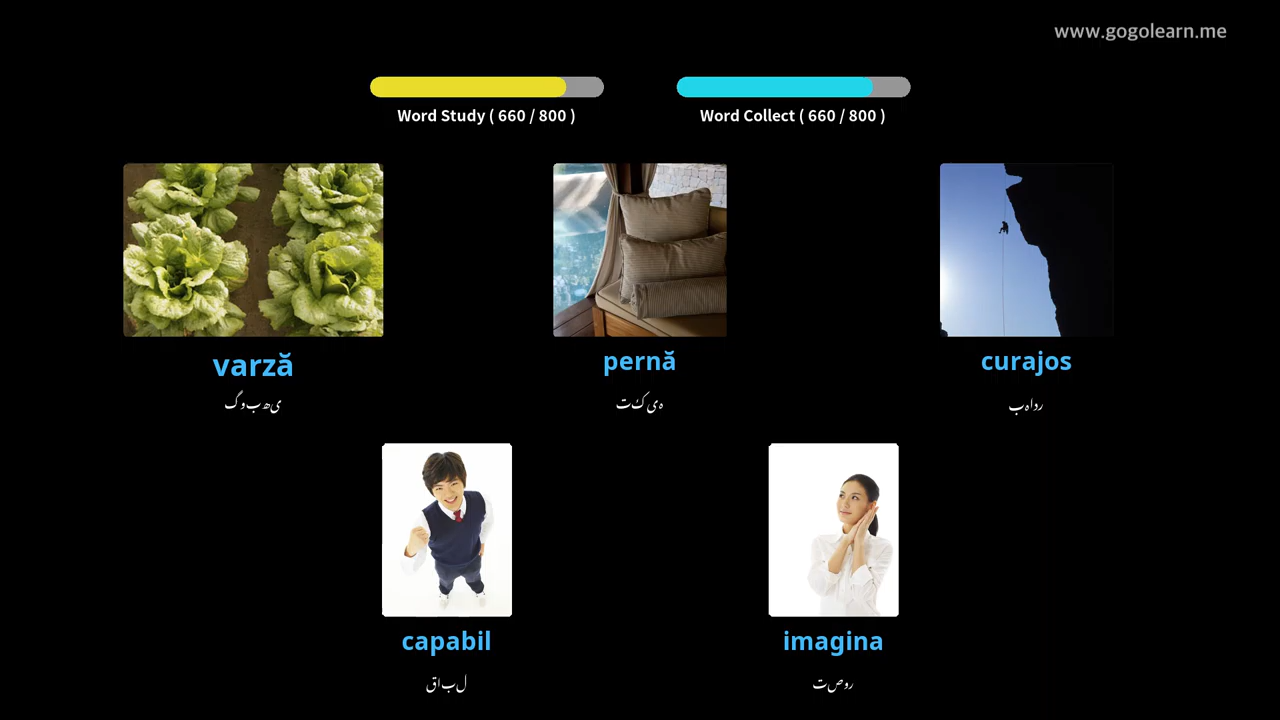 www.gogolearn.me
Word Study ( 660 / 800 )
Word Collect ( 660 / 800 )
varză
pernă
curajos
گوبھی
تکیہ
بہادر
capabil
imagina
قابل
تصور